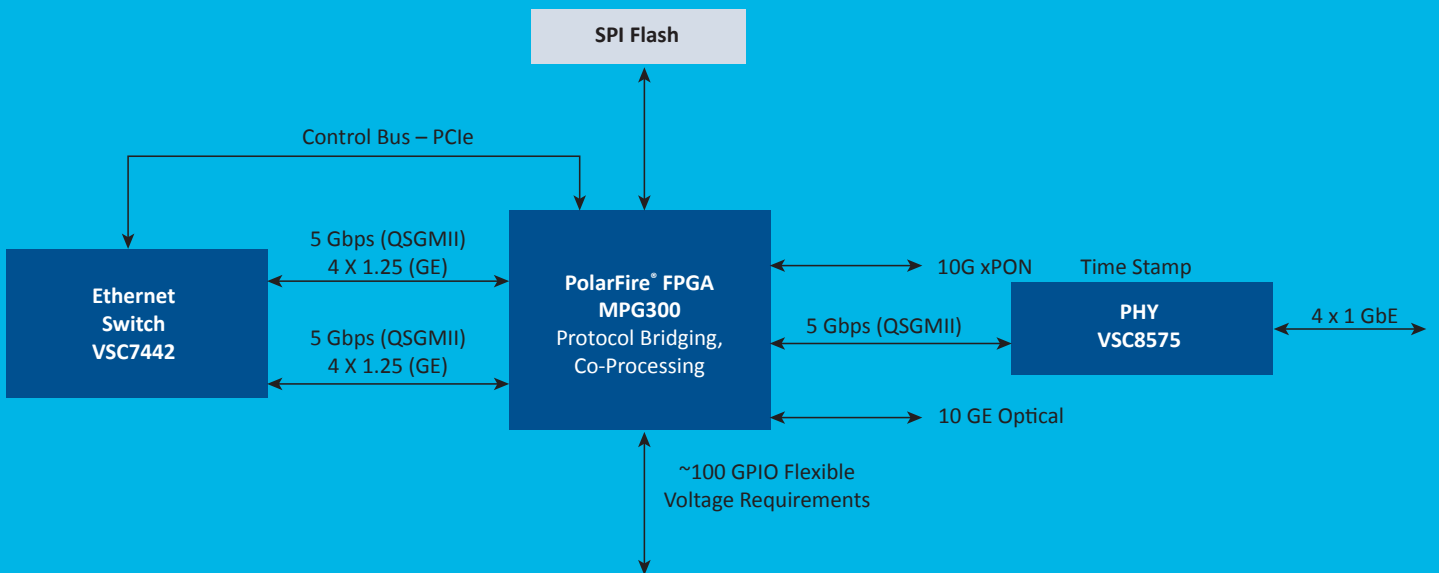 SPI Flash
Control Bus – PCIe
5 Gbps (QSGMII)
4 X 1.25 (GE)
Ethernet
Switch
VSC7442
5 Gbps (QSGMII)
4 X 1.25 (GE)
PolarFire® FPGA
MPG300
Protocol Bridging,
Co-Processing
10G xPON
Time Stamp
5 Gbps (QSGMII)
PHY
VSC8575
4 x 1 GbE
10 GE Optical
~100 GPIO Flexible
Voltage Requirements